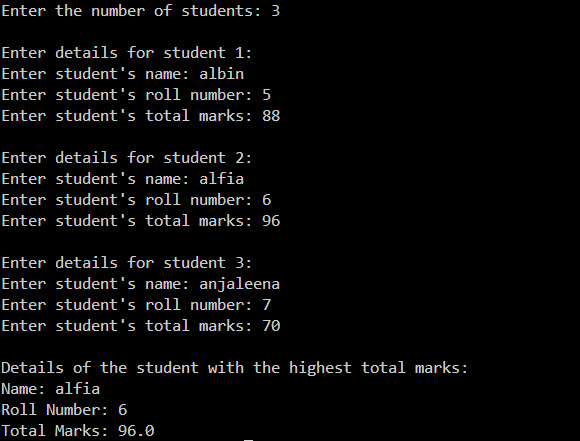 Enter the number of students: 3
Enter details for student 1:
Enter student's name: albin
Enter student's roll number: 5
Enter student's total marks: 88
Enter details for student 2:
Enter student's name: alfia
Enter student's roll number: 6
Enter student's total marks: 96
Enter details for student 3:
Enter student's name: anjaleena
Enter student's roll number: 7
Enter student's total marks: 70
Details of the student with the highest total marks:
Name: alfia
Roll Number: 6
Total Marks: 96.0